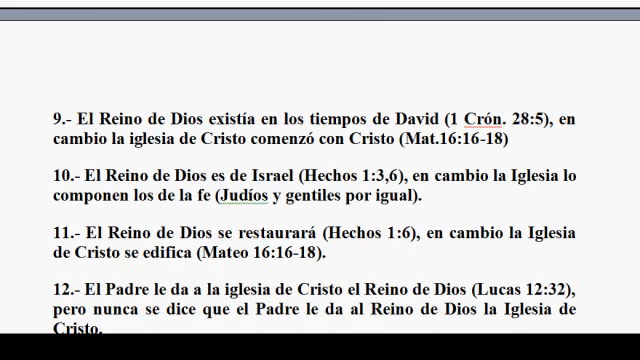 9.- El Reino de Dios existía en los tiempos de David (1 Crón. 28:5), en
cambio la iglesia de Cristo comenzó con Cristo (Mat.16:16-18)
10.- El Reino de Dios es de Israel (Hechos 1:3,6), en cambio la Iglesia lo
componen los de la fe (Judíos y gentiles por igual).
11.- El Reino de Dios se restaurará (Hechos 1:6), en cambio la Iglesia
de Cristo se edifica (Mateo 16:16-18).
12.- El Padre le da a la iglesia de Cristo el Reino de Dios (Lucas 12:32),
pero nunca se dice que el Padre le da al Reino de Dios la Iglesia de
Cristo.